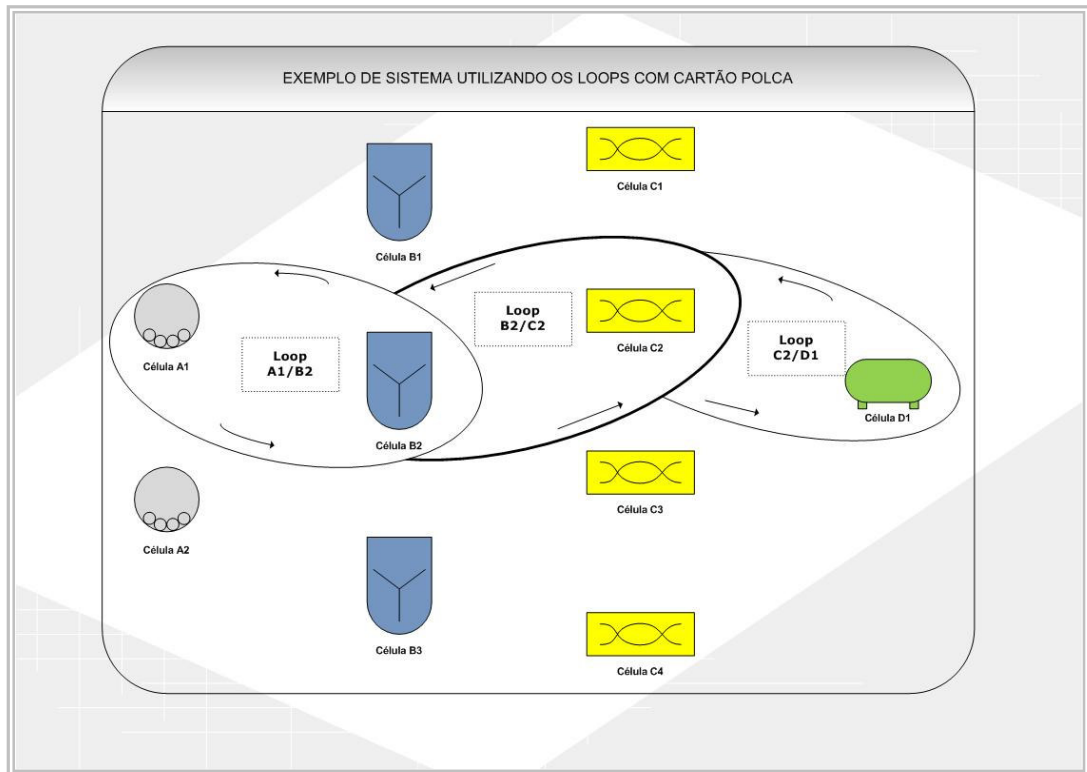 EXEMPLO DE SISTEMA UTILIZANDO OS LOOPS COM CARTÃO POLCA
Célula C1
Célula B1
Loop
B2/C2
Célula A1
Loop
A1/B2
Célula C2
Loop
C2/D1
Célula B2
Célula D1
Célula C3
Célula A2
Célula B3
Célula C4